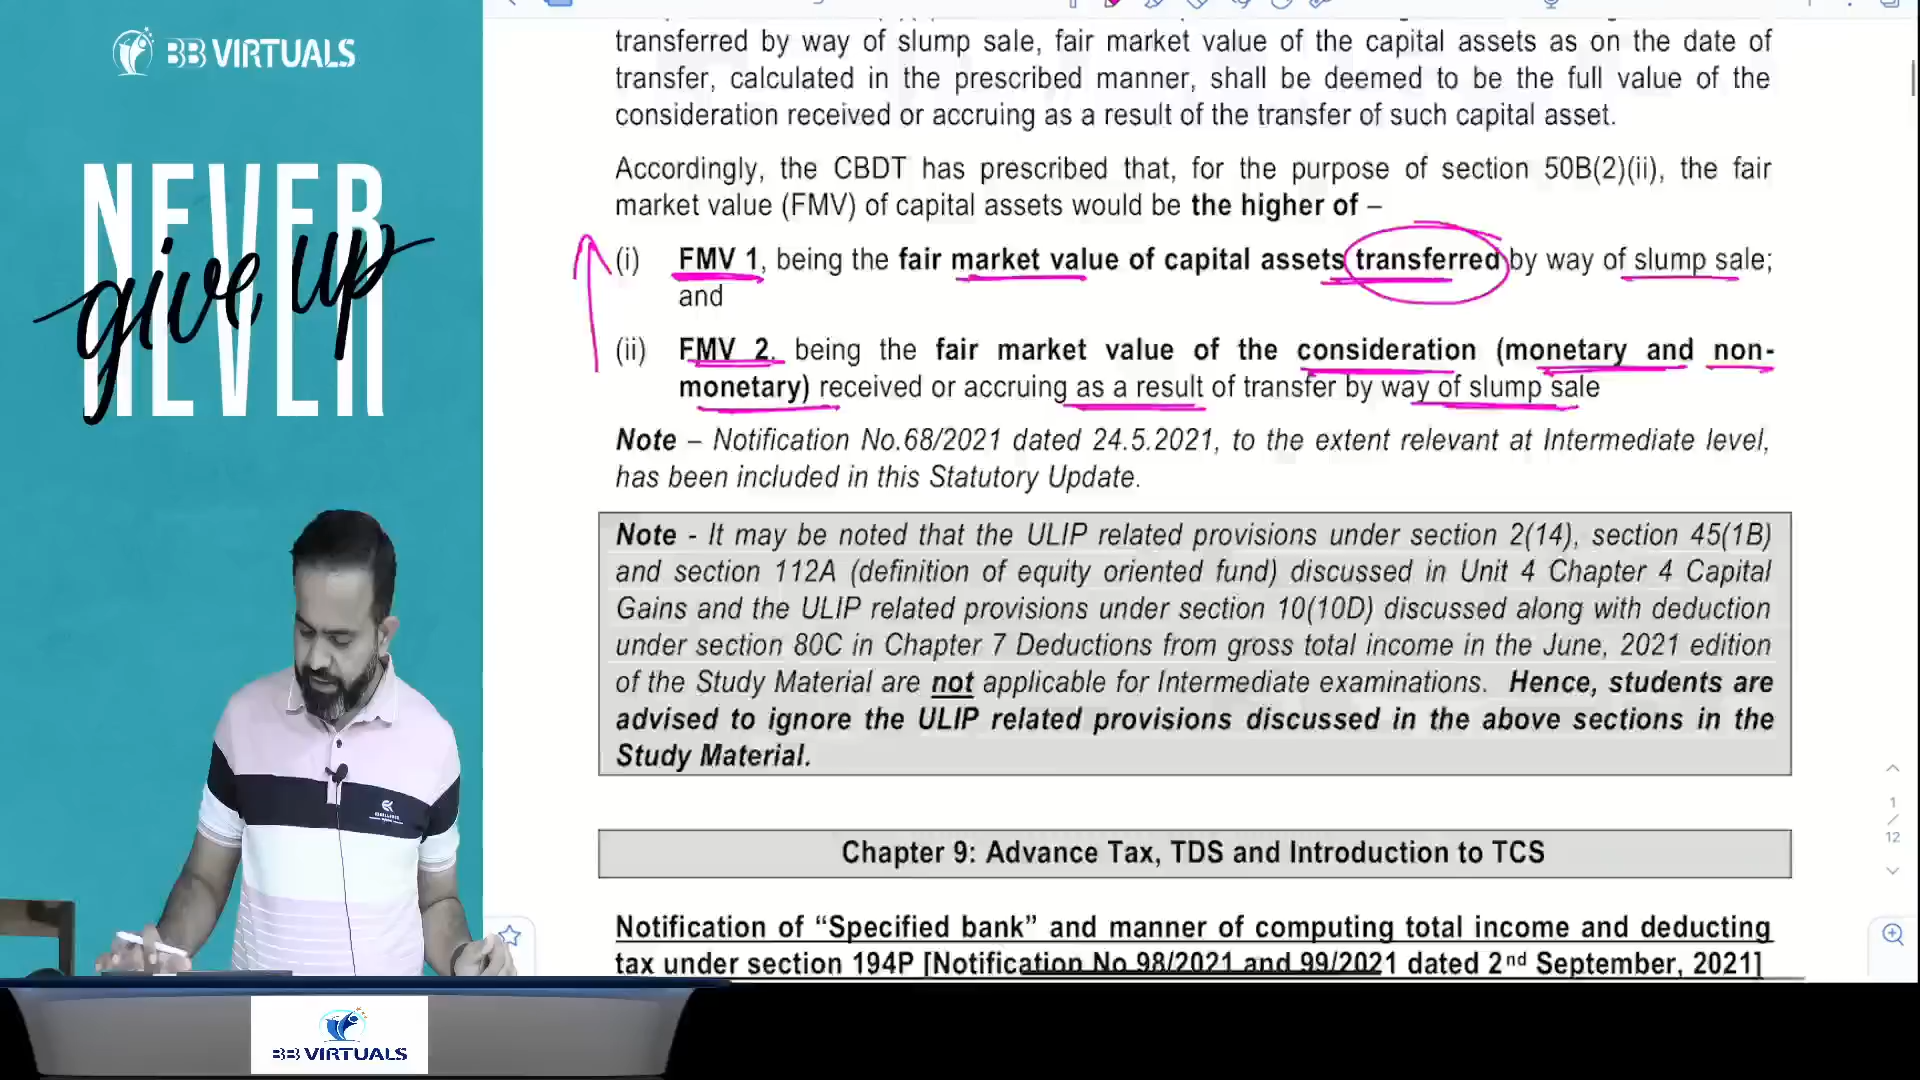 BB VIRTUALS
NEVER
give up
NEVER
transferred by way of slump sale, fair market value of the capital assets as on the date of
transfer, calculated in the prescribed manner, shall be deemed to be the full value of the
consideration received or accruing as a result of the transfer of such capital asset.
Accordingly, the CBDT has prescribed that, for the purpose of section 50B(2)(ii), the fair
market value (FMV) of capital assets would be the higher of –
(i) FMV 1, being the fair market value of capital assets transferred by way of slump sale;
and
(ii) FMV 2, being the fair market value of the consideration (monetary and non-
monetary) received or accruing as a result of transfer by way of slump sale
Note – Notification No.68/2021 dated 24.5.2021, to the extent relevant at Intermediate level,
has been included in this Statutory Update.
Note - It may be noted that the ULIP related provisions under section 2(14), section 45(1B)
and section 112A (definition of equity oriented fund) discussed in Unit 4 Chapter 4 Capital
Gains and the ULIP related provisions under section 10(10D) discussed along with deduction
under section 80C in Chapter 7 Deductions from gross total income in the June, 2021 edition
of the Study Material are not applicable for Intermediate examinations. Hence, students are
advised to ignore the ULIP related provisions discussed in the above sections in the
Study Material.
1
/
12
Chapter 9: Advance Tax, TDS and Introduction to TCS
Notification of “Specified bank” and manner of computing total income and deducting
tax under section 194P [Notification No.98/2021 and 99/2021 dated 2nd September, 2021]
BB VIRTUALS